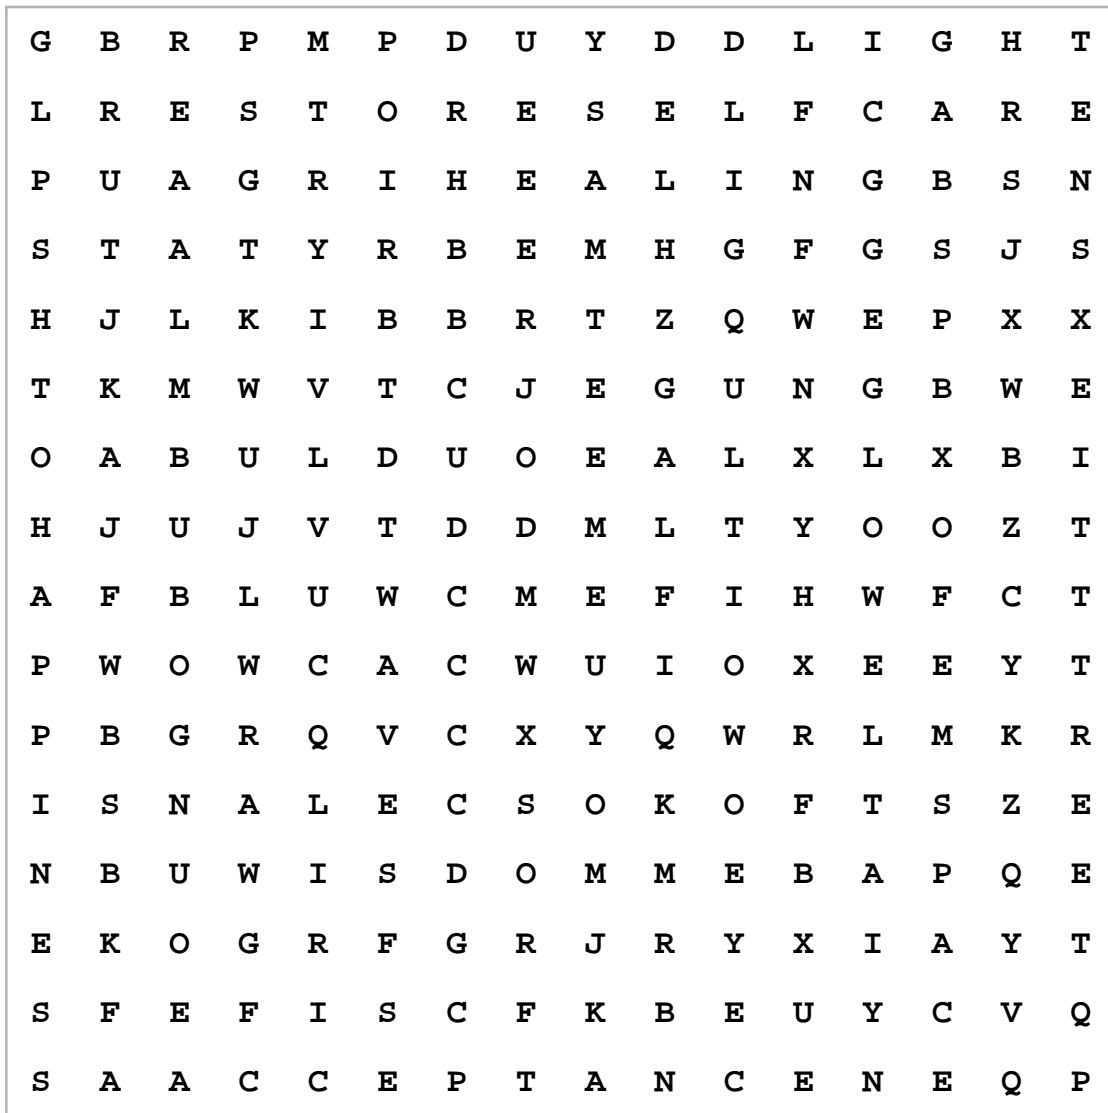 G B R P M P D U Y D D L I G H T
L R E S T O R E S E L F C A R E
P U A G R I H E A L I N G B S N
S T A T Y R B E M H G F G S J S
H J L K I B B R T Z Q W E P X X
T K M W V T C J E G U N G B W E
O A B U L D U O E A L X L X B I
H J U J V T D D M L T Y O O Z T
A F B L U W C M E F I H W F C T
P W O W C A C W U I O X E E Y T
P B G R Q V C X Y Q W R L M K R
I S N A L E C S O K O F T S Z E
N B U W I S D O M M E B A P Q E
E K O G R F G R J R Y X I A Y T
S F E F I S C F K B E U Y C V Q
S A A C C E P T A N C E N E Q P